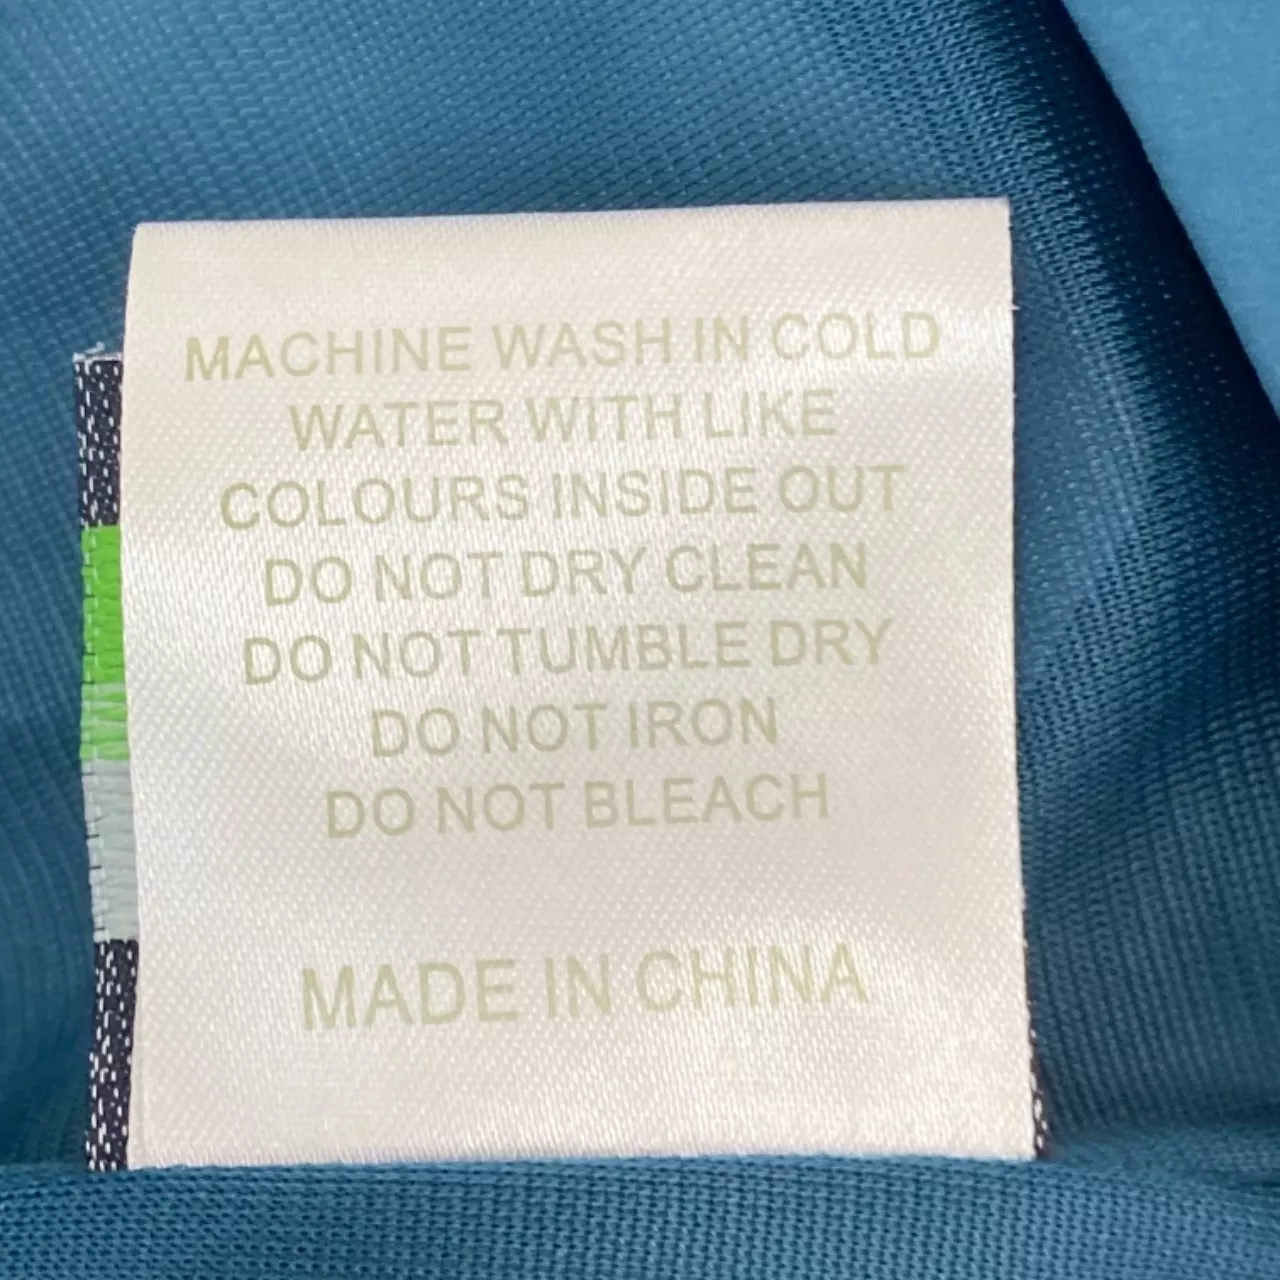 MACHINE WASH IN COLD
WATER WITH LIKE
COLOURS INSIDE OUT
DO NOT DRY CLEAN
DO NOT TUMBLE DRY
DO NOT IRON
DO NOT BLEACH
MADE IN CHINA